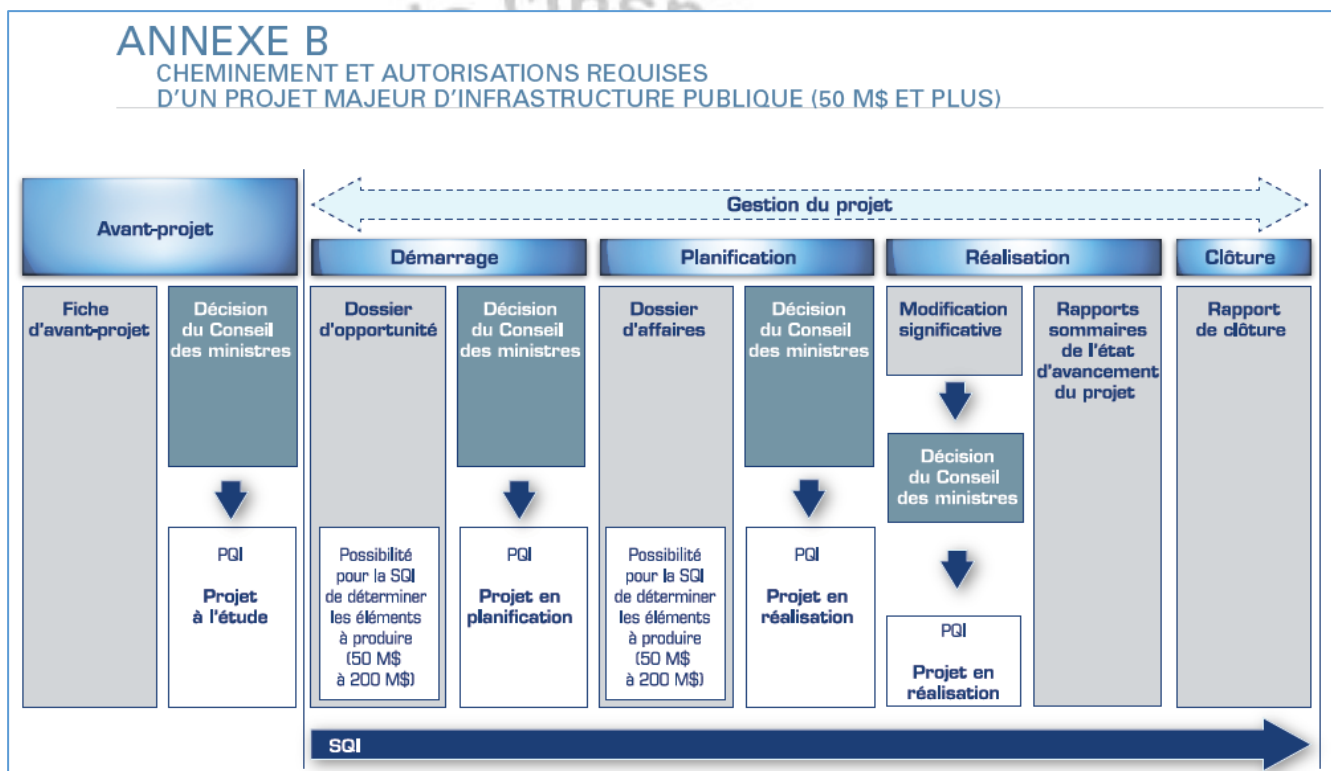 ANNEXE B
CHEMINEMENT ET AUTORISATIONS REQUISES
D'UN PROJET MAJEUR D'INFRASTRUCTURE PUBLIQUE (50 M$ ET PLUS)
Avant-projet
Gestion du projet
Démarrage
Planification
Réalisation
Clôture
Fiche
d'avant-projet
Décision
du Conseil
des ministres
PQI
Projet
à l'étude
Dossier
d'opportunité
Possibilité
pour la SQI
de déterminer
les éléments
à produire
(50 M$
à 200 M$)
Décision
du Conseil
des ministres
PQI
Projet en
planification
Dossier
d'affaires
Possibilité
pour la SQI
de déterminer
les éléments
à produire
(50 M$
à 200 M$)
Décision
du Conseil
des ministres
PQI
Projet en
réalisation
Modification
significative
Décision
du Conseil
des ministres
PQI
Projet en
réalisation
Rapports
sommaires
de l'état
d'avancement
du projet
Rapport
de clôture
SQI